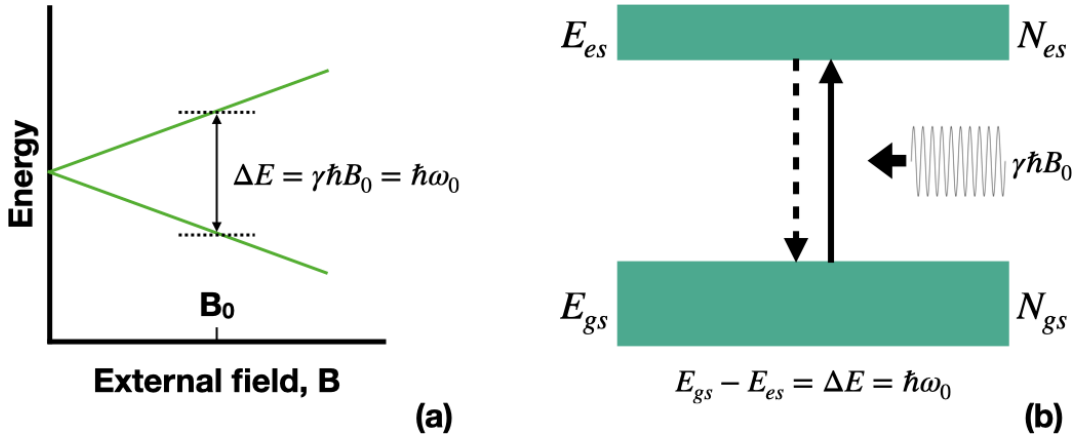 Energy
ΔE = γħB₀ = ħω₀
B₀
External field, B
(a)
E_es
N_es
γħB₀
E_gs
N_gs
E_gs − E_es = ΔE = ħω₀
(b)